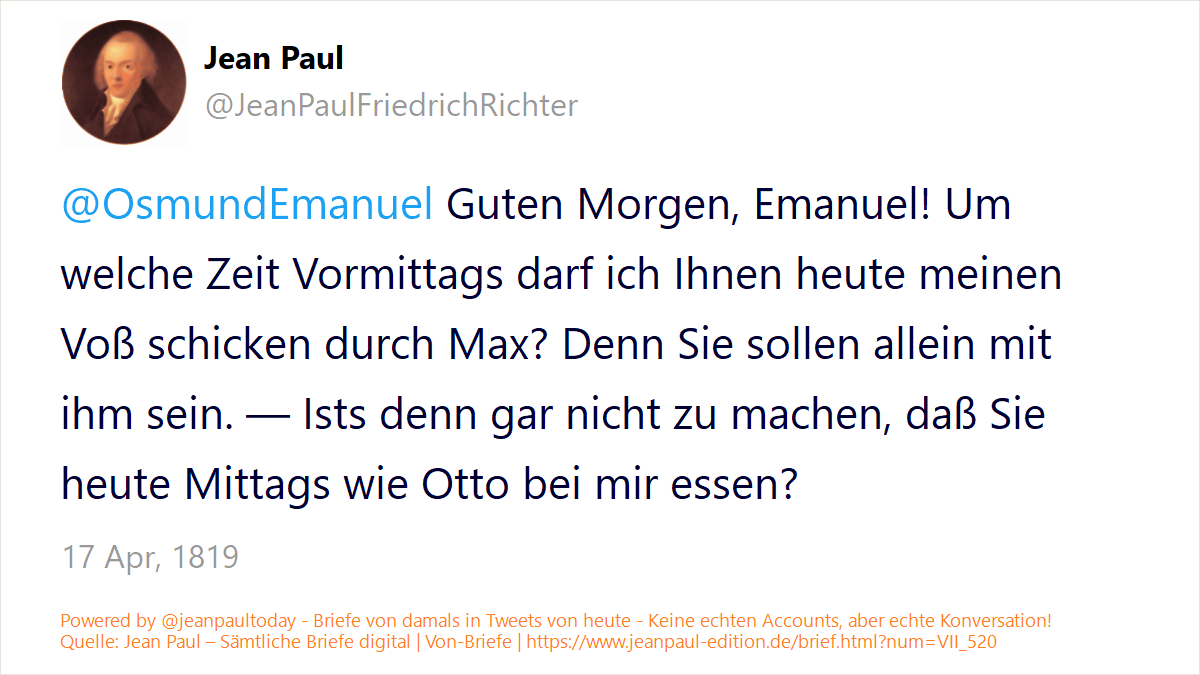 Jean Paul
@JeanPaulFriedrichRichter
@OsmundEmanuel Guten Morgen, Emanuel! Um
welche Zeit Vormittags darf ich Ihnen heute meinen
Voß schicken durch Max? Denn Sie sollen allein mit
ihm sein. — Ists denn gar nicht zu machen, daß Sie
heute Mittags wie Otto bei mir essen?
17 Apr, 1819
Powered by @jeanpaultoday - Briefe von damals in Tweets von heute - Keine echten Accounts, aber echte Konversation!
Quelle: Jean Paul – Sämtliche Briefe digital | Von-Briefe | https://www.jeanpaul-edition.de/brief.html?num=VII_520